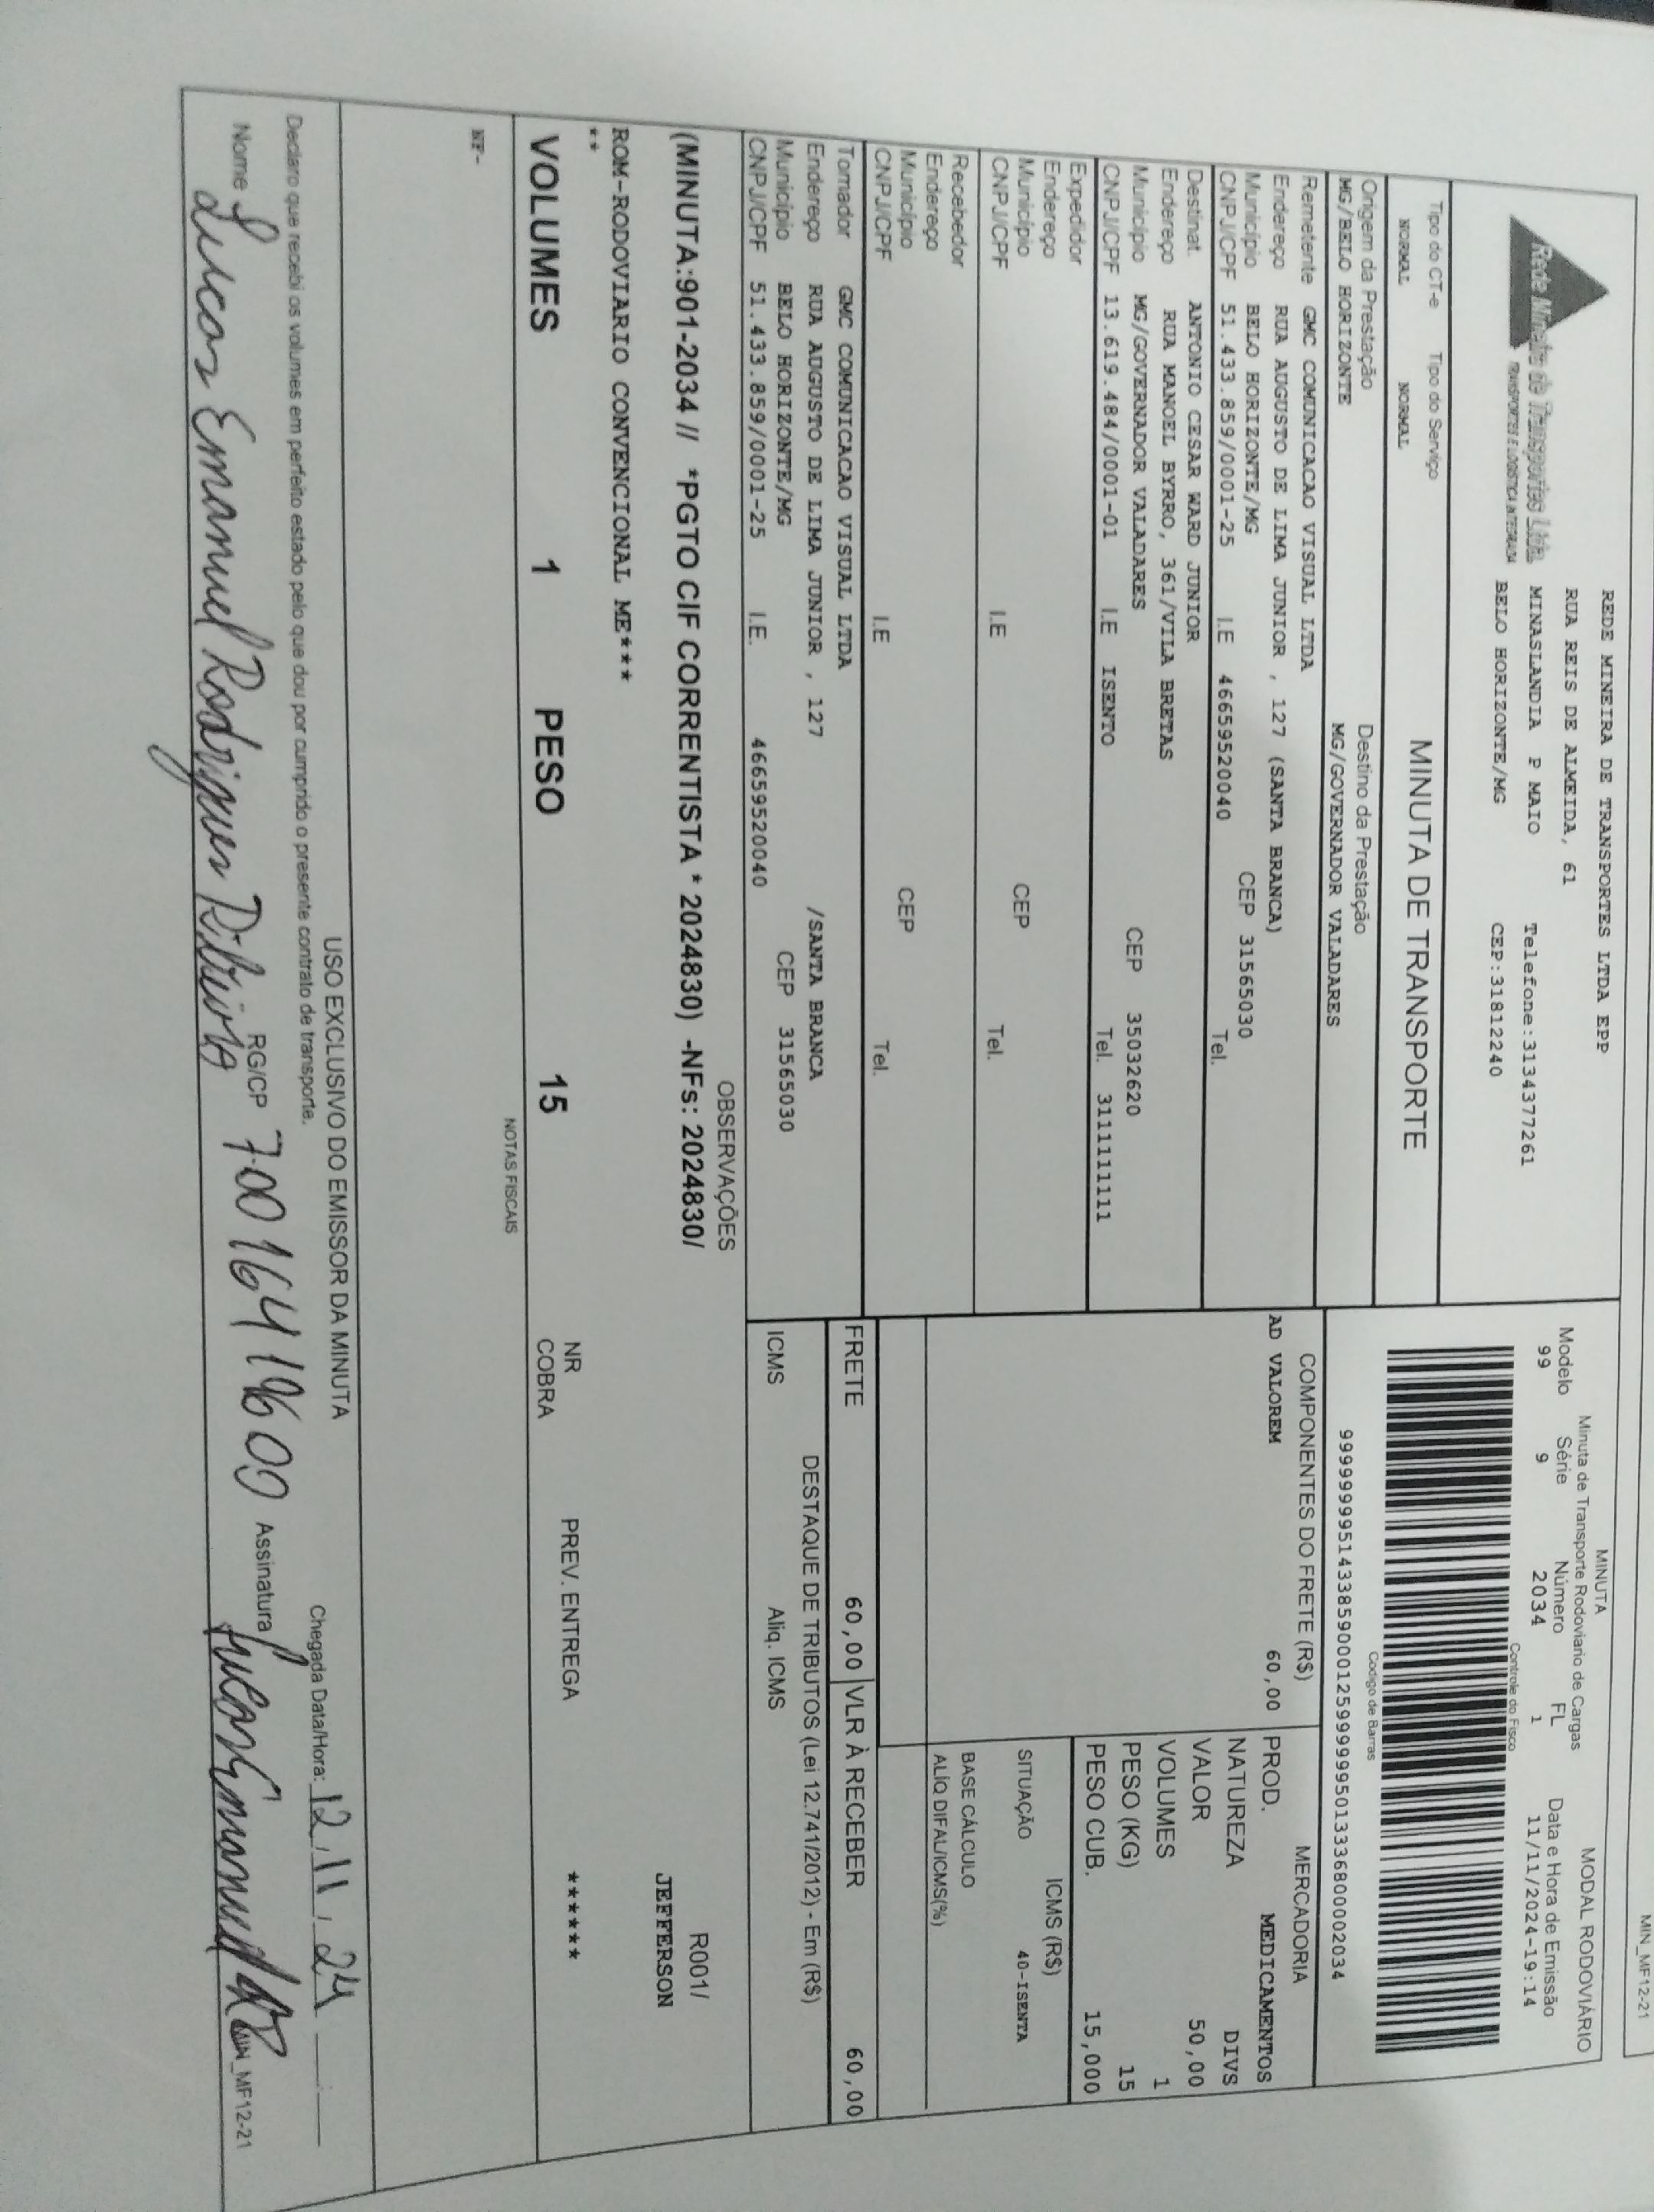 MIN_MF12-21
Rede Mineira de Transportes Ltda.
TRANSPORTES E LOGISTICA INTEGRADA
REDE MINEIRA DE TRANSPORTES LTDA EPP
RUA REIS DE ALMEIDA, 61
MINASLANDIA P MAIO Telefone:3134377261
BELO HORIZONTE/MG CEP:31812240
MINUTA MODAL RODOVIÁRIO
Minuta de Transporte Rodoviario de Cargas
Modelo Série Número FL Data e Hora de Emissão
99 9 2034 1 11/11/2024-19:14
Controle do Fisco
Tipo do CT-e Tipo do Serviço
NORMAL NORMAL
MINUTA DE TRANSPORTE
Codigo de Barras
Origem da Prestação Destino da Prestação
MG/BELO HORIZONTE MG/GOVERNADOR VALADARES
Remetente GMC COMUNICACAO VISUAL LTDA
Endereço RUA AUGUSTO DE LIMA JUNIOR , 127 (SANTA BRANCA)
Município BELO HORIZONTE/MG CEP 31565030
CNPJ/CPF 51.433.859/0001-25 I.E 46659520040 Tel.
Destinat. ANTONIO CESAR WARD JUNIOR
Endereço RUA MANOEL BYRRO, 361/VILA BRETAS
Município MG/GOVERNADOR VALADARES CEP 35032620
CNPJ/CPF 13.619.484/0001-01 I.E ISENTO Tel. 3111111111
Expedidor
Endereço
Município CEP
CNPJ/CPF I.E Tel.
Recebedor
Endereço
Município CEP
CNPJ/CPF I.E Tel.
Tomador GMC COMUNICACAO VISUAL LTDA
Endereço RUA AUGUSTO DE LIMA JUNIOR , 127 /SANTA BRANCA
Município BELO HORIZONTE/MG CEP 31565030
CNPJ/CPF 51.433.859/0001-25 I.E. 46659520040
COMPONENTES DO FRETE (R$)
AD VALOREM 60,00
MERCADORIA
PROD. MEDICAMENTOS
NATUREZA DIVS
VALOR 50,00
VOLUMES 1
PESO (KG) 15
PESO CUB. 15,000
ICMS (R$)
SITUAÇÃO 40-ISENTA
BASE CÁLCULO
ALÍQ DIFAL/ICMS(%)
FRETE 60,00 VLR À RECEBER 60,00
DESTAQUE DE TRIBUTOS (Lei 12.741/2012) - Em (R$)
ICMS Aliq. ICMS
OBSERVAÇÕES
(MINUTA:901-2034 // *PGTO CIF CORRENTISTA * 2024830) -NFs: 2024830/ R001/
JEFFERSON
ROM-RODOVIARIO CONVENCIONAL ME***
**
VOLUMES 1 PESO 15 NR COBRA PREV. ENTREGA ******
NOTAS FISCAIS
NF-
USO EXCLUSIVO DO EMISSOR DA MINUTA
Declaro que recebi os volumes em perfeito estado pelo que dou por cumprido o presente contrato de transporte. Chegada Data/Hora: 12.11.24
Nome Lucas Emanuel Rodrigues Ribeiro RG/CP 700 164 196 00 Assinatura Lucas Emanuel
MIN_MF12-21